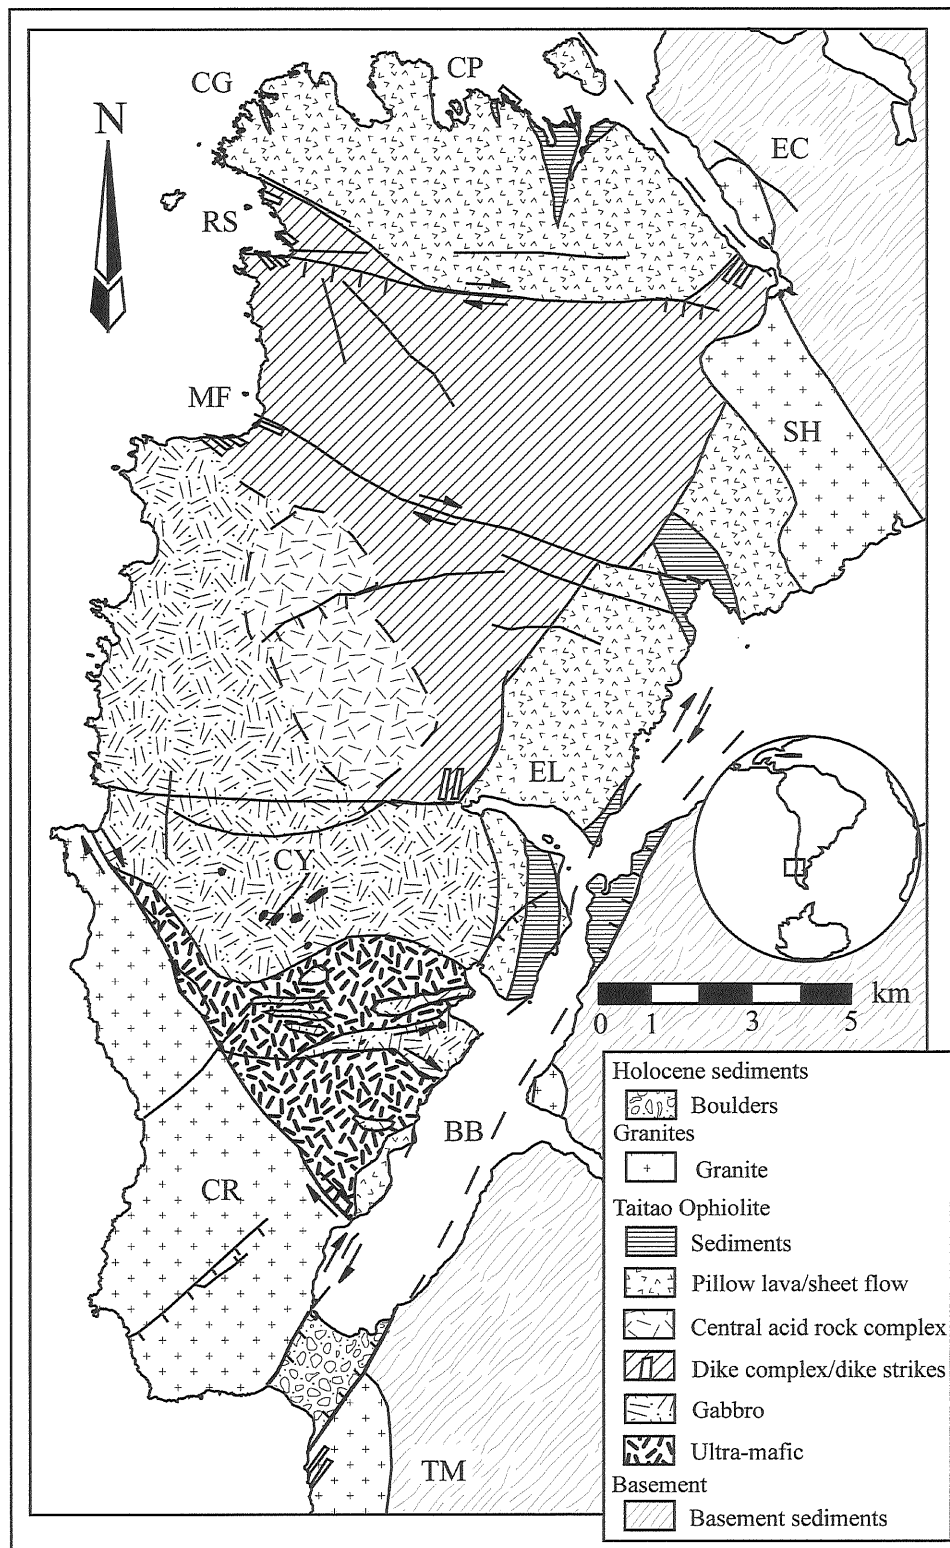 CG
CP
N
EC
RS
MF
SH
EL
CY
km
0 1 3 5
BB
CR
TM
Holocene sediments
Boulders
Granites
Granite
Taitao Ophiolite
Sediments
Pillow lava/sheet flow
Central acid rock complex
Dike complex/dike strikes
Gabbro
Ultra-mafic
Basement
Basement sediments